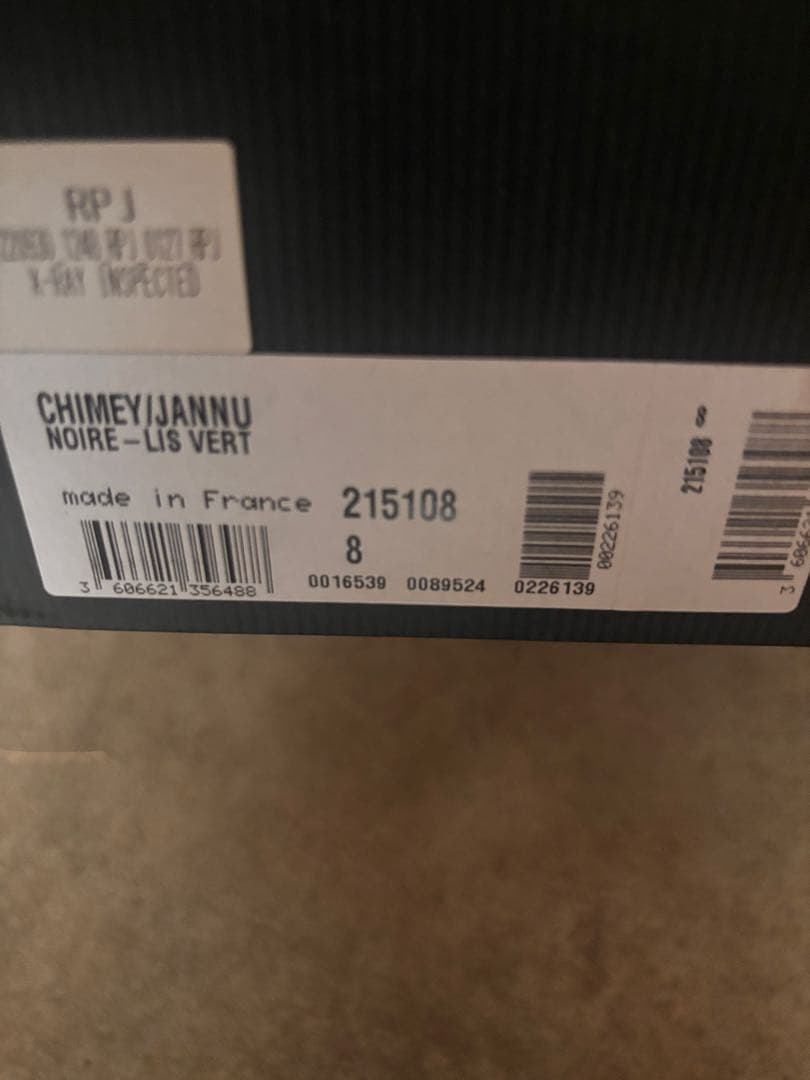 RPJ
X-RAY INSPECTED
CHIMEY/JANNU
NOIRE-LIS VERT
made in France 215108
8
3 606621 356488
0016539 0089524 0226139
00226139
215108 8